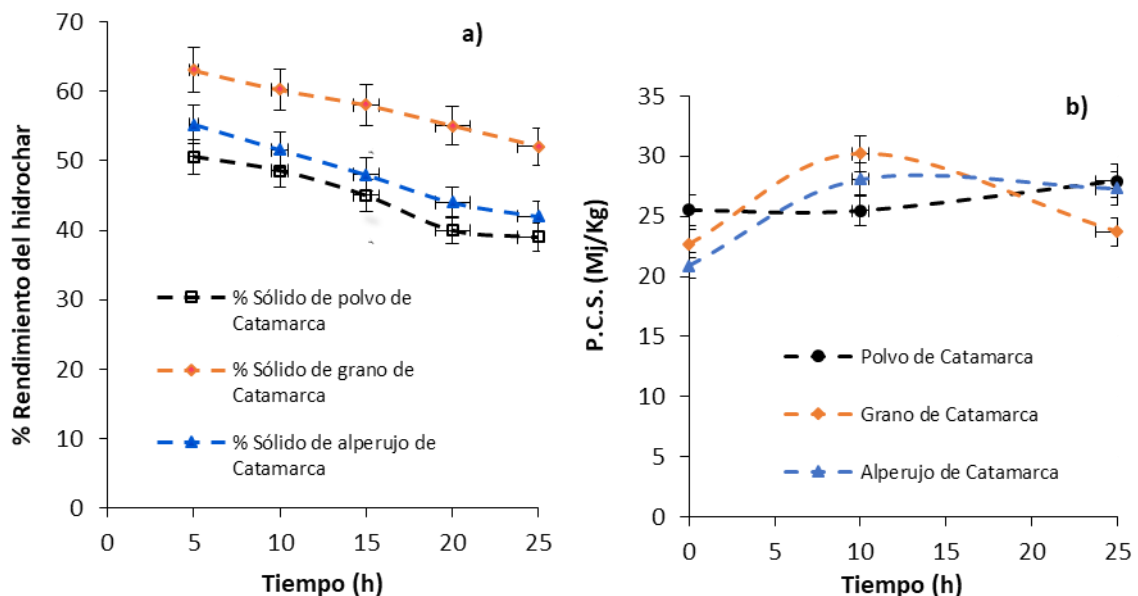 a)
% Rendimiento del hidrochar
70
60
50
40
30
20
10
0
% Sólido de polvo de
Catamarca
% Sólido de grano de
Catamarca
% Sólido de alperujo de
Catamarca
0 5 10 15 20 25
Tiempo (h)
b)
P.C.S. (Mj/Kg)
35
30
25
20
15
10
5
0
Polvo de Catamarca
Grano de Catamarca
Alperujo de Catamarca
0 5 10 15 20 25
Tiempo (h)